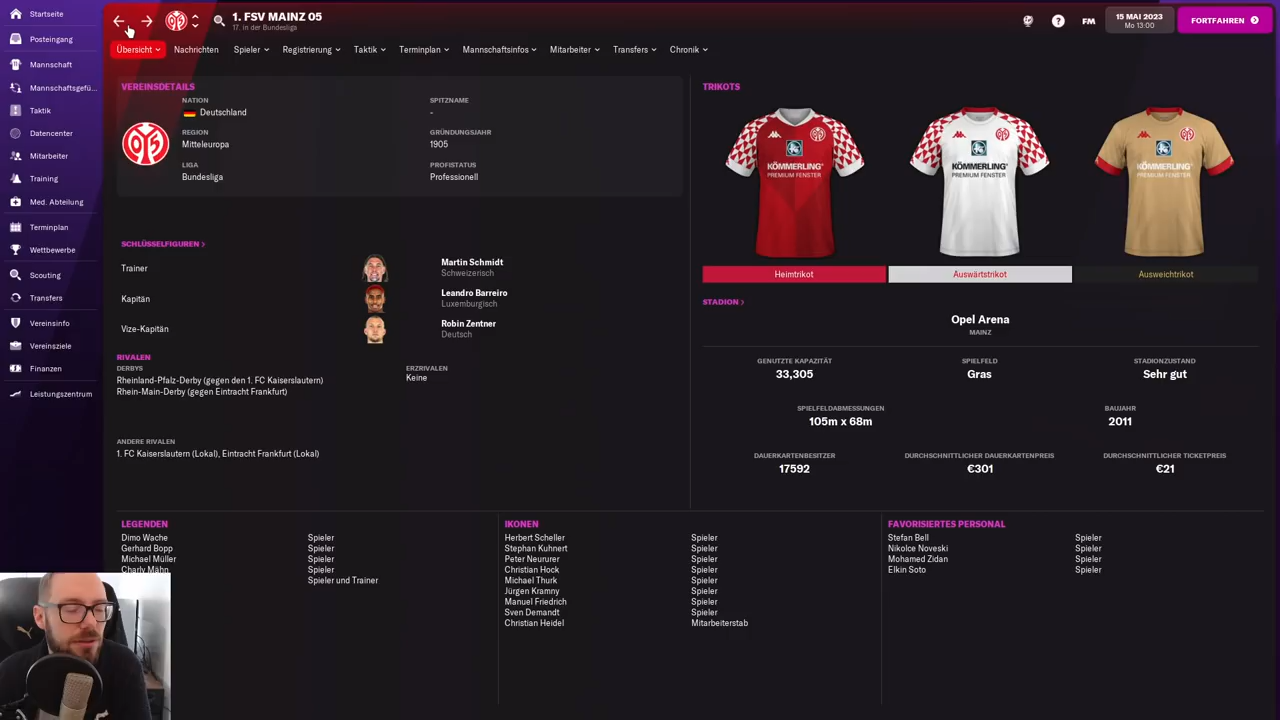 Startseite
Posteingang
Mannschaft
Mannschaftsgefü...
Taktik
Datencenter
Mitarbeiter
Training
Med. Abteilung
Terminplan
Wettbewerbe
Scouting
Transfers
Vereinsinfo
Vereinsziele
Finanzen
Leistungszentrum
1. FSV MAINZ 05
17. in der Bundesliga
FM
15 MAI 2023
Mo 13:00
FORTFAHREN
Übersicht Nachrichten Spieler Registrierung Taktik Terminplan Mannschaftsinfos Mitarbeiter Transfers Chronik
VEREINSDETAILS
NATION
Deutschland
REGION
Mitteleuropa
LIGA
Bundesliga
SPITZNAME
-
GRÜNDUNGSJAHR
1905
PROFISTATUS
Professionell
SCHLÜSSELFIGUREN >
Trainer
Martin Schmidt
Schweizerisch
Kapitän
Leandro Barreiro
Luxemburgisch
Vize-Kapitän
Robin Zentner
Deutsch
RIVALEN
DERBYS
Rheinland-Pfalz-Derby (gegen den 1. FC Kaiserslautern)
Rhein-Main-Derby (gegen Eintracht Frankfurt)
ERZRIVALEN
Keine
ANDERE RIVALEN
1. FC Kaiserslautern (Lokal), Eintracht Frankfurt (Lokal)
TRIKOTS
KÖMMERLING
PREMIUM FENSTER
KÖMMERLING
PREMIUM FENSTER
KÖMMERLING
PREMIUM FENSTER
Heimtrikot
Auswärtstrikot
Ausweichtrikot
STADION >
Opel Arena
MAINZ
GENUTZTE KAPAZITÄT
33,305
SPIELFELD
Gras
STADIONZUSTAND
Sehr gut
SPIELFELDABMESSUNGEN
105m x 68m
BAUJAHR
2011
DAUERKARTENBESITZER
17592
DURCHSCHNITTLICHER DAUERKARTENPREIS
€301
DURCHSCHNITTLICHER TICKETPREIS
€21
LEGENDEN
Dimo Wache Spieler
Gerhard Bopp Spieler
Michael Müller Spieler
Charly Mähn Spieler
Spieler und Trainer
IKONEN
Herbert Scheller Spieler
Stephan Kuhnert Spieler
Peter Neururer Spieler
Christian Hock Spieler
Michael Thurk Spieler
Jürgen Kramny Spieler
Manuel Friedrich Spieler
Sven Demandt Spieler
Christian Heidel Mitarbeiterstab
FAVORISIERTES PERSONAL
Stefan Bell Spieler
Nikolce Noveski Spieler
Mohamed Zidan Spieler
Elkin Soto Spieler